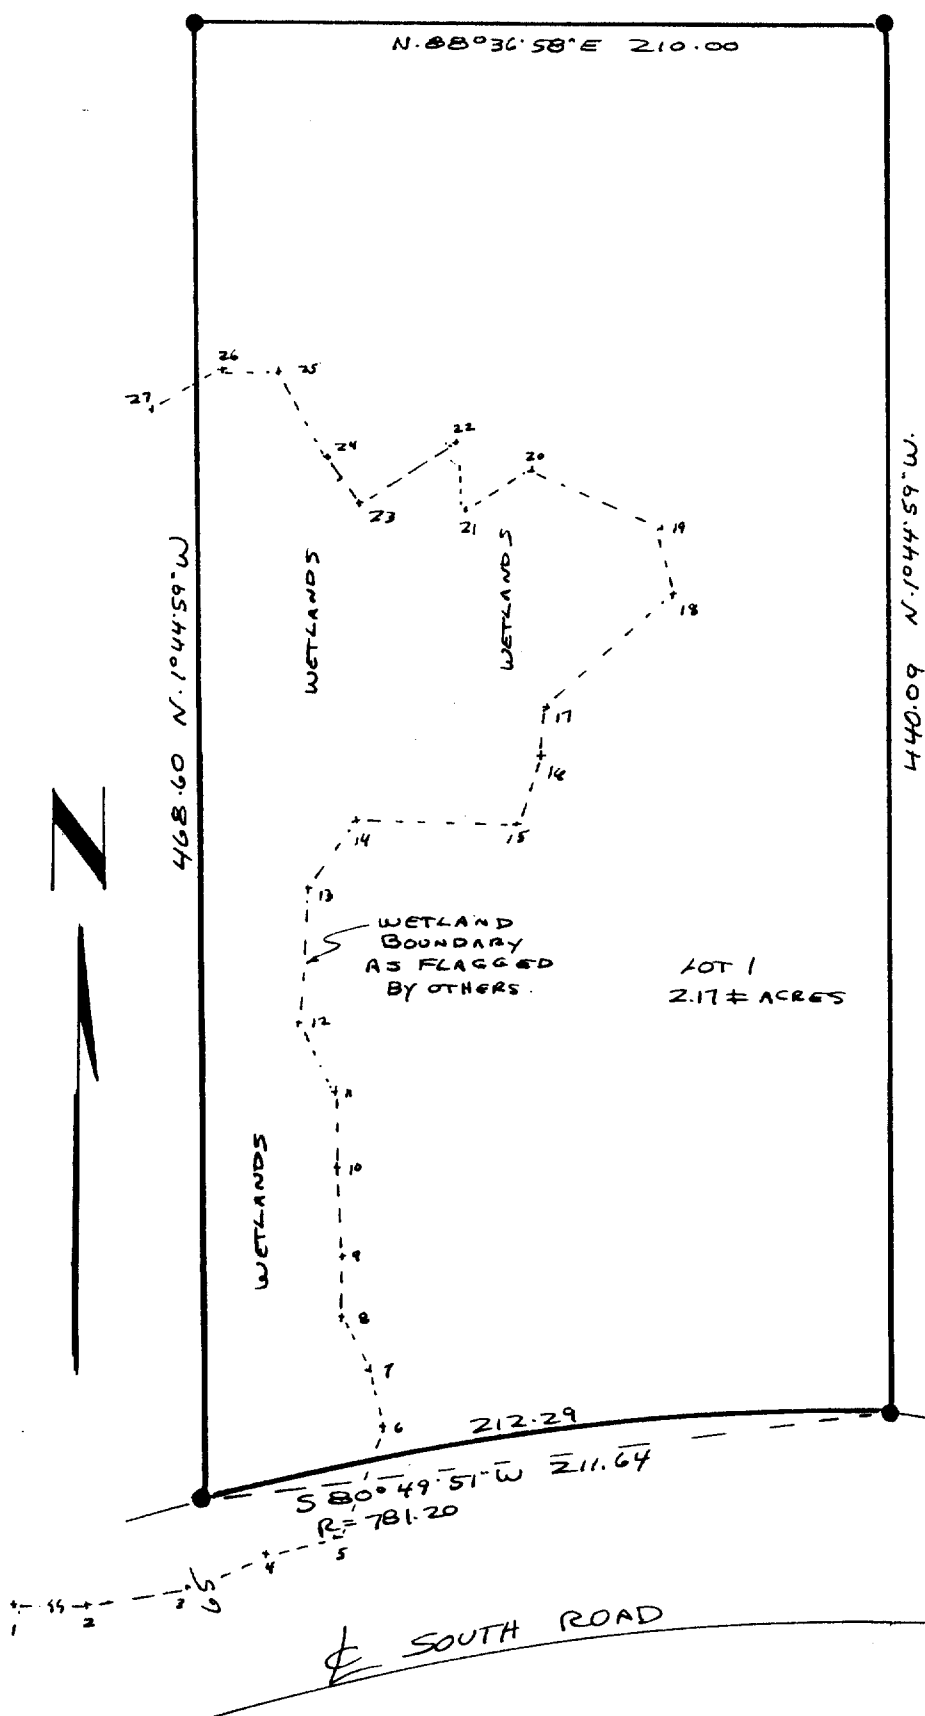 N. 88°36'58"E 210.00
26
25
27
22
24
20
23
21
19
18
N. 1°44'59" W.
440.09
WETLANDS
WETLANDS
468.60 N. 1°44'59" W
17
16
N
14
15
13
WETLAND
BOUNDARY
AS FLAGGED
BY OTHERS.
LOT 1
2.17 ± ACRES
12
11
10
WETLANDS
9
8
7
6
212.29
S 80°49'51" W 211.64
R = 781.20
5
4
3
2
1
℄ SOUTH ROAD